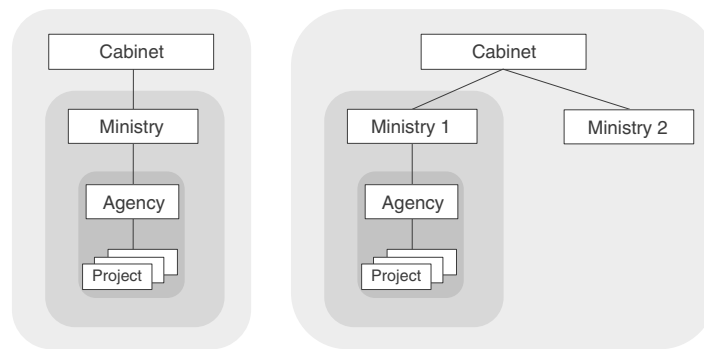 Cabinet
Ministry
Agency
Project
Cabinet
Ministry 1
Ministry 2
Agency
Project